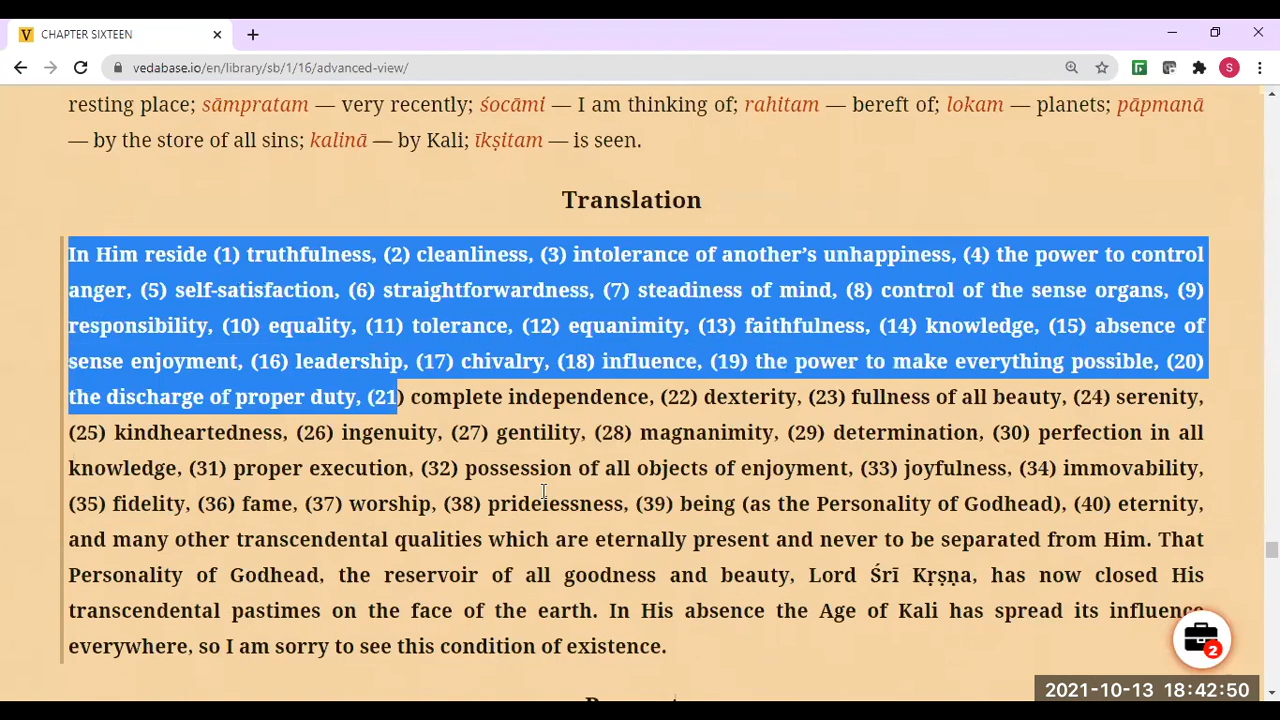 CHAPTER SIXTEEN
vedabase.io/en/library/sb/1/16/advanced-view/
S
resting place; sāmpratam — very recently; śocāmi — I am thinking of; rahitam — bereft of; lokam — planets; pāpmanā
— by the store of all sins; kalinā — by Kali; īkṣitam — is seen.
Translation
In Him reside (1) truthfulness, (2) cleanliness, (3) intolerance of another’s unhappiness, (4) the power to control
anger, (5) self-satisfaction, (6) straightforwardness, (7) steadiness of mind, (8) control of the sense organs, (9)
responsibility, (10) equality, (11) tolerance, (12) equanimity, (13) faithfulness, (14) knowledge, (15) absence of
sense enjoyment, (16) leadership, (17) chivalry, (18) influence, (19) the power to make everything possible, (20)
the discharge of proper duty, (21) complete independence, (22) dexterity, (23) fullness of all beauty, (24) serenity,
(25) kindheartedness, (26) ingenuity, (27) gentility, (28) magnanimity, (29) determination, (30) perfection in all
knowledge, (31) proper execution, (32) possession of all objects of enjoyment, (33) joyfulness, (34) immovability,
(35) fidelity, (36) fame, (37) worship, (38) pridelessness, (39) being (as the Personality of Godhead), (40) eternity,
and many other transcendental qualities which are eternally present and never to be separated from Him. That
Personality of Godhead, the reservoir of all goodness and beauty, Lord Śrī Kṛṣṇa, has now closed His
transcendental pastimes on the face of the earth. In His absence the Age of Kali has spread its influence
everywhere, so I am sorry to see this condition of existence.
2
2021-10-13 18:42:50